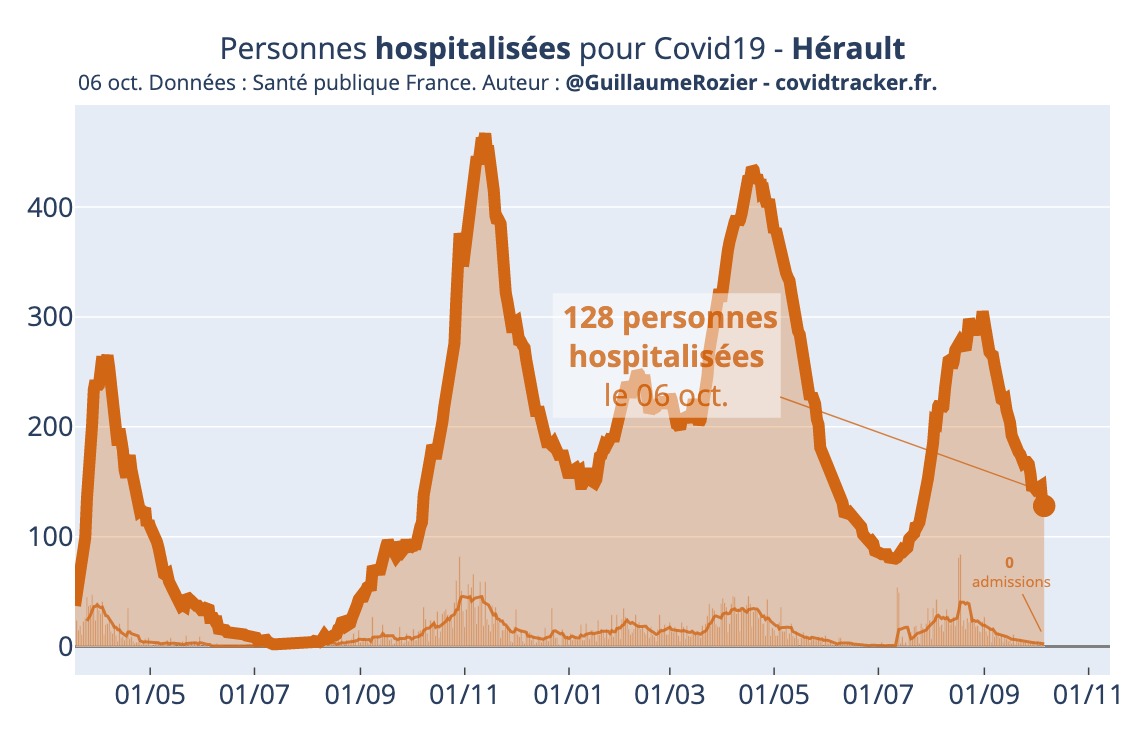 Personnes hospitalisées pour Covid19 - Hérault
06 oct. Données : Santé publique France. Auteur : @GuillaumeRozier - covidtracker.fr.
400
300
200
100
0
128 personnes
hospitalisées
le 06 oct.
0
admissions
01/05 01/07 01/09 01/11 01/01 01/03 01/05 01/07 01/09 01/11